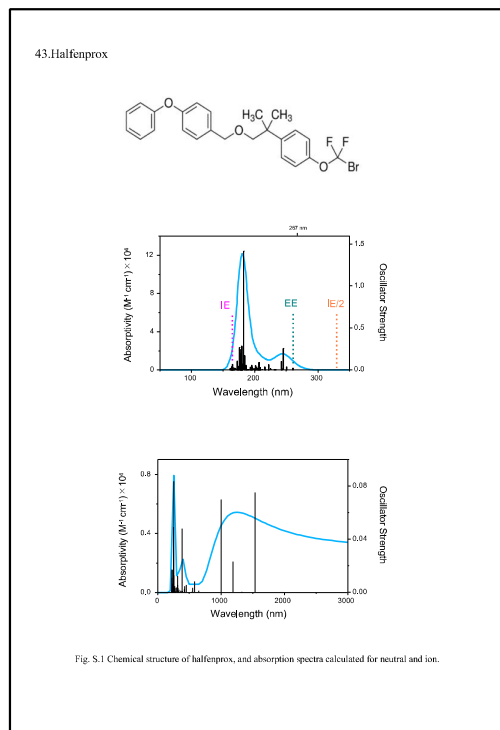 43.Halfenprox
O
O
H₃C
CH₃
F
F
O
Br
267 nm
12
8
4
0
1.5
1.0
0.5
0.0
IE
EE
IE/2
Absorptivity (M⁻¹ cm⁻¹) × 10⁴
Oscillator Strength
100
200
300
Wavelength (nm)
0.8
0.4
0.0
0.08
0.04
0.00
Absorptivity (M⁻¹ cm⁻¹) × 10⁴
Oscillator Strength
0
1000
2000
3000
Wavelength (nm)
Fig. S.1 Chemical structure of halfenprox, and absorption spectra calculated for neutral and ion.